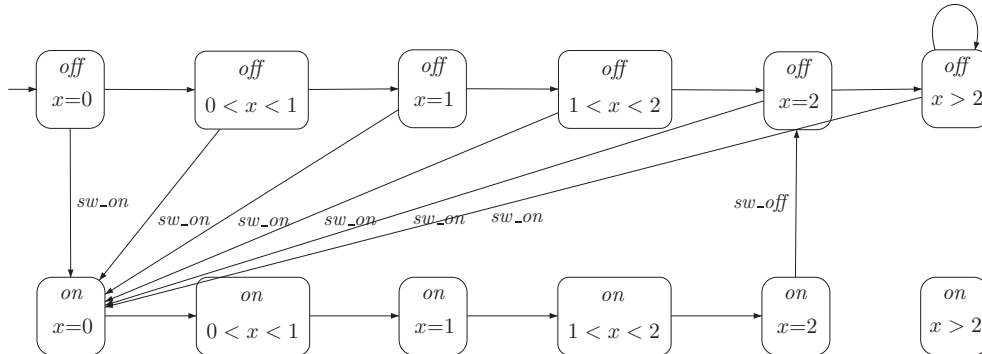 off
x=0
off
0 < x < 1
off
x=1
off
1 < x < 2
off
x=2
off
x > 2
sw_on
sw_on
sw_on
sw_on
sw_on
sw_on
sw_off
on
x=0
on
0 < x < 1
on
x=1
on
1 < x < 2
on
x=2
on
x > 2